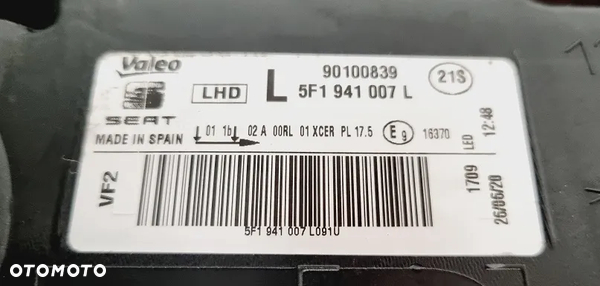 Valeo
SEAT
MADE IN SPAIN
LHD
L
90100839
5F1 941 007 L
21S
01 1b 02 A 00RL 01 XCER PL 17.5 E9 16370
LED 12:48
1709
26/06/20
VF2
5F1 941 007 L091U
OTOMOTO
OTOMOTO